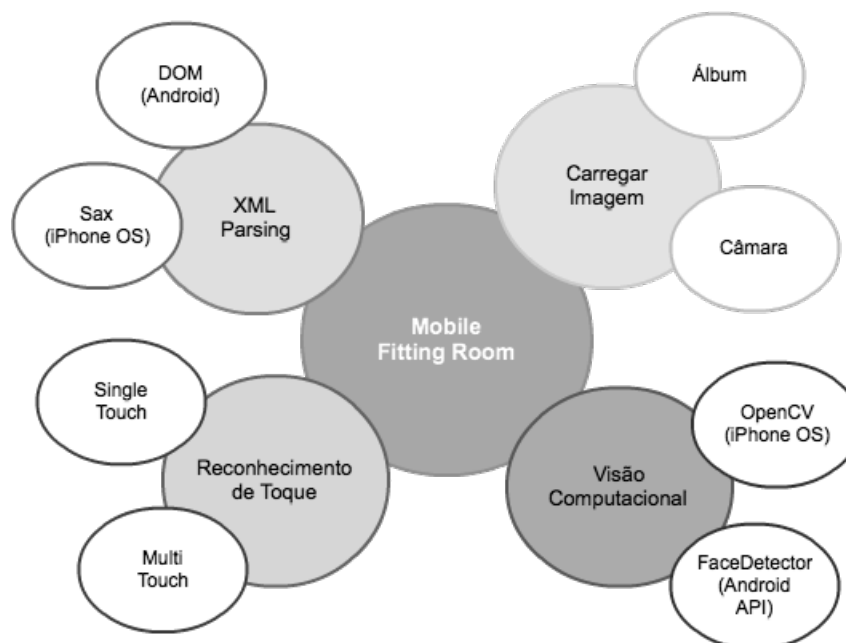 DOM
(Android)
Álbum
Sax
(iPhone OS)
XML
Parsing
Carregar
Imagem
Câmara
Mobile
Fitting Room
Single
Touch
OpenCV
(iPhone OS)
Reconhecimento
de Toque
Visão
Computacional
Multi
Touch
FaceDetector
(Android
API)